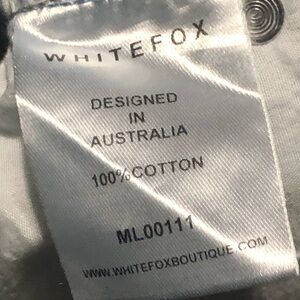 WHITEFOX
DESIGNED
IN
AUSTRALIA
100% COTTON
ML00111
WWW.WHITEFOXBOUTIQUE.COM